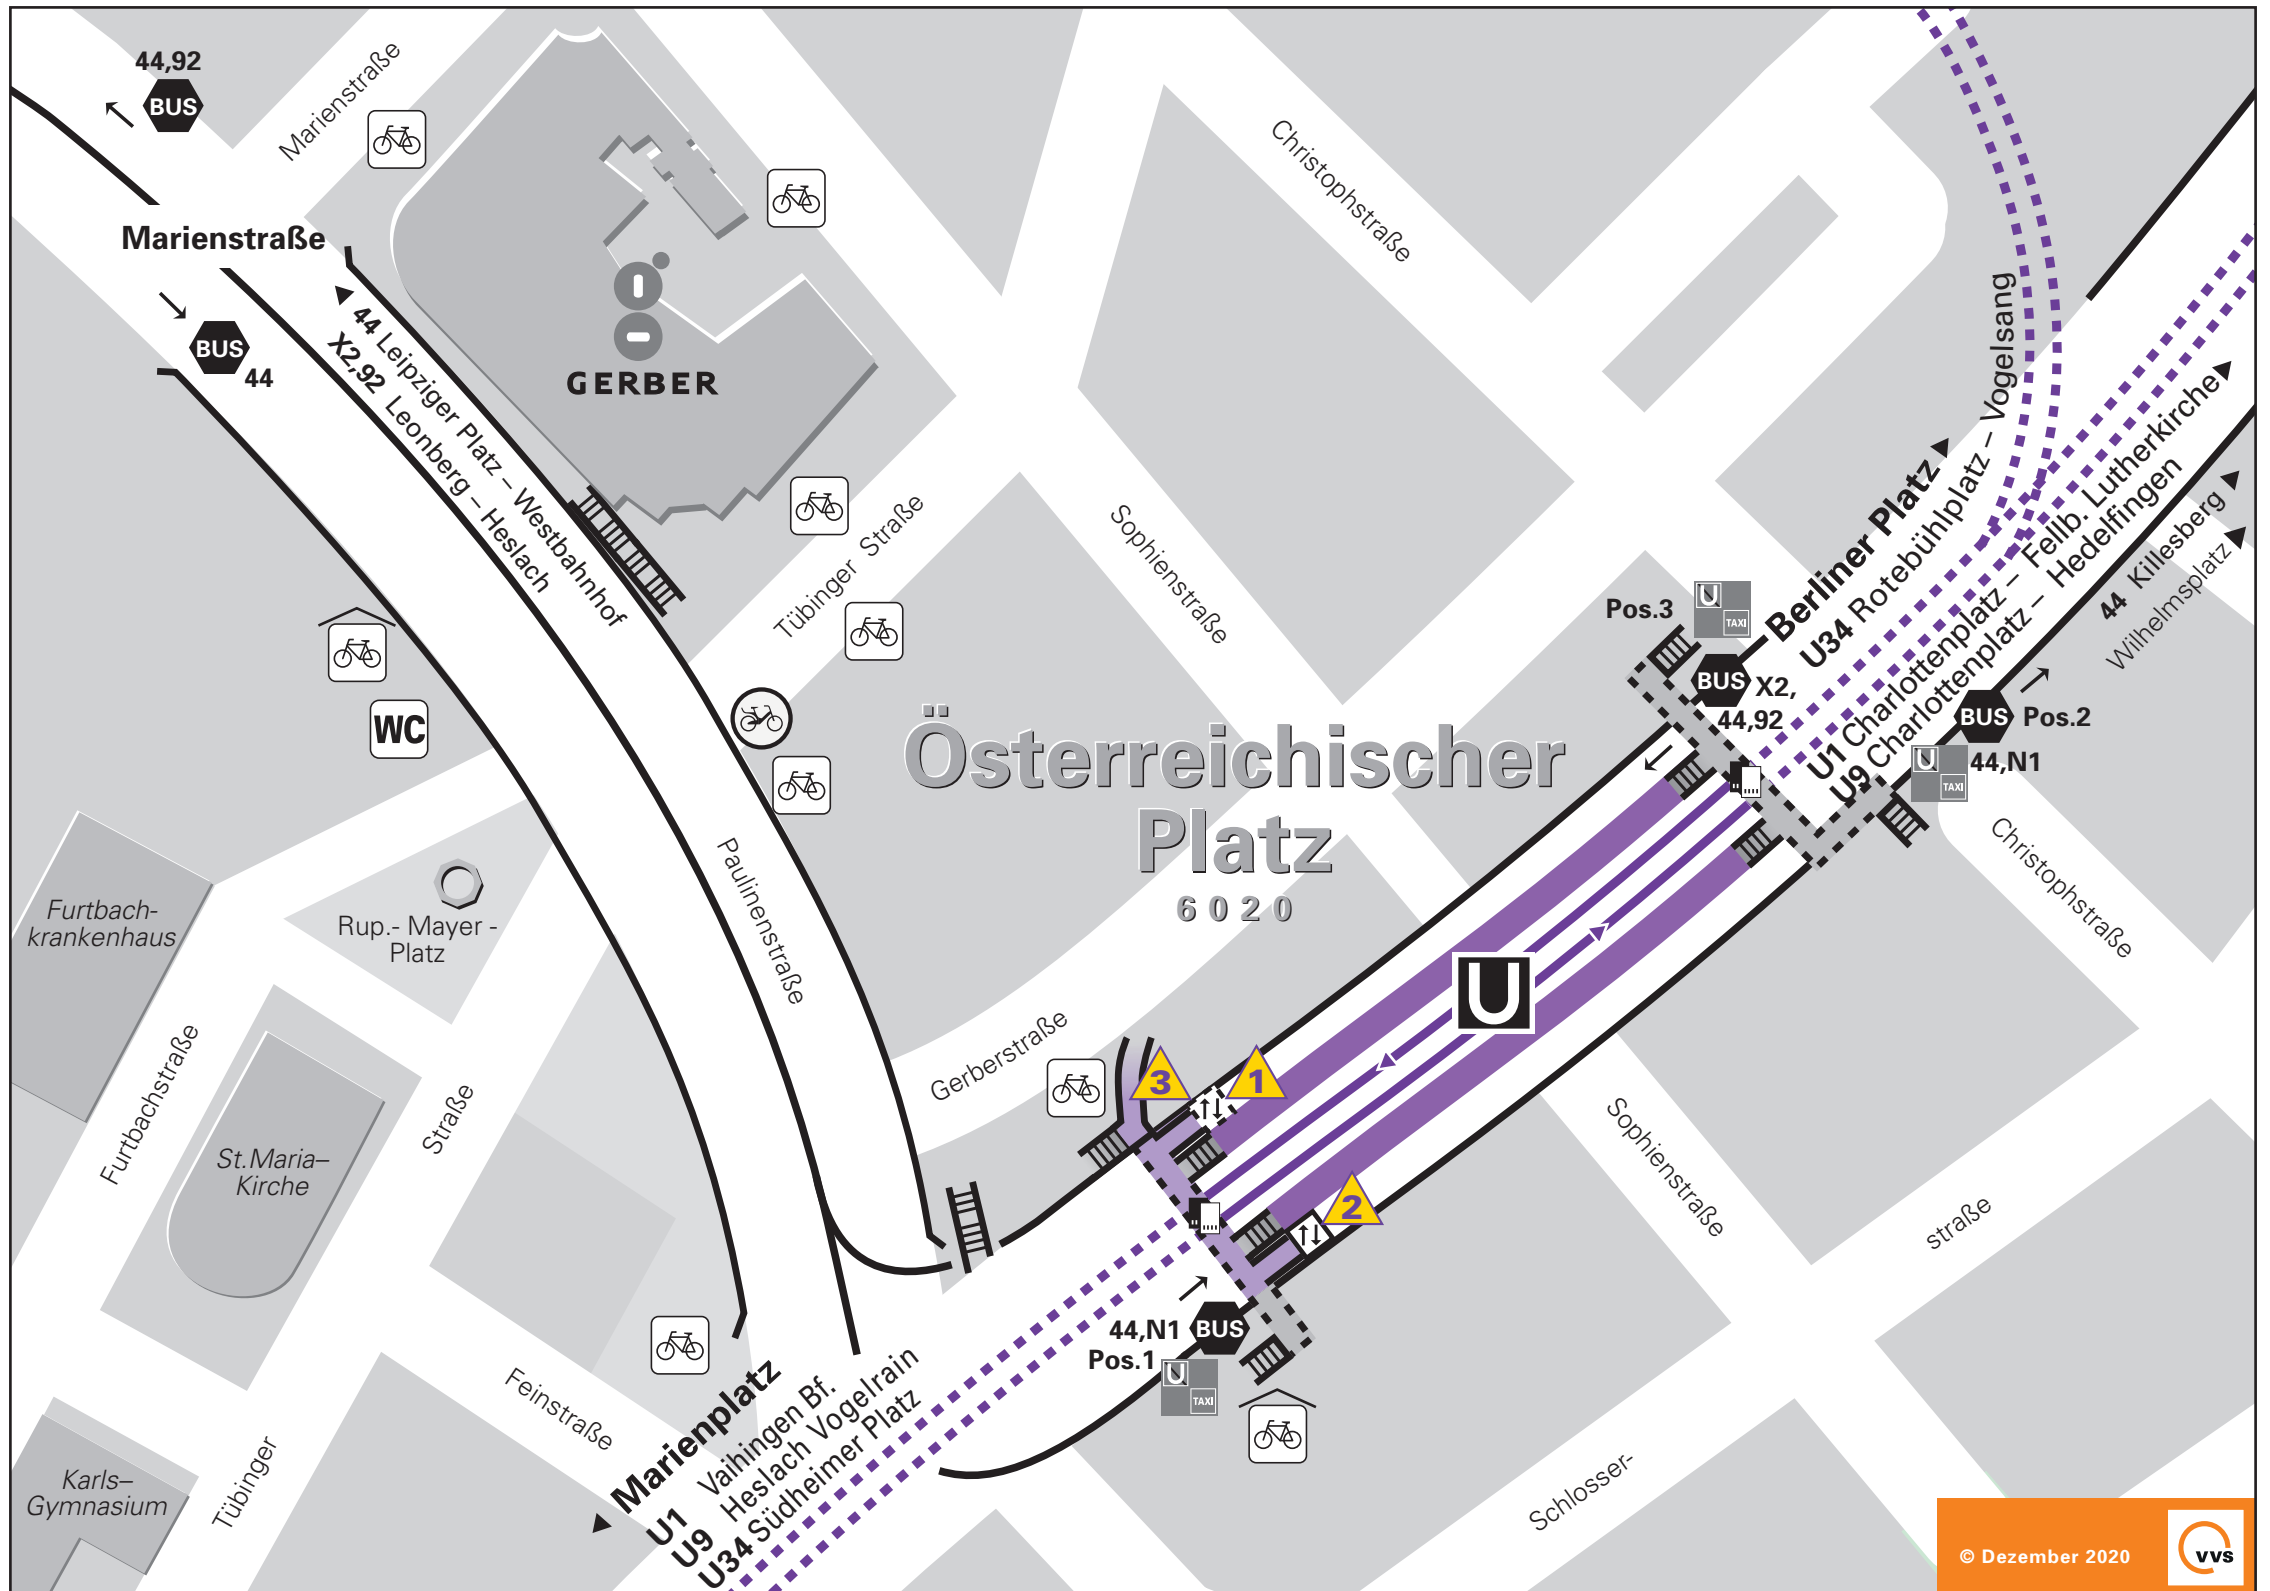 44,92
BUS
Marienstraße
Marienstraße
BUS
44
44 Leipziger Platz – Westbahnhof
X2,92 Leonberg – Heslach
GERBER
Christophstraße
Sophienstraße
Tübinger Straße
WC
Österreichischer
Platz
6020
Pos.3
U
TAXI
BUS
X2,
44,92
Berliner Platz
U34 Rotebühlplatz – Vogelsang
U1 Charlottenplatz – Fellb. Lutherkirche
U9 Charlottenplatz – Hedelfingen
44 Killesberg
Wilhelmsplatz
BUS
Pos.2
44,N1
U
TAXI
Christophstraße
Paulinenstraße
Furtbach-
krankenhaus
Rup.- Mayer -
Platz
U
Gerberstraße
3
1
2
Furtbachstraße
Straße
St.Maria–
Kirche
Sophienstraße
straße
44,N1
BUS
Pos.1
U
TAXI
Feinstraße
Marienplatz
U1 Vaihingen Bf.
U9 Heslach Vogelrain
U34 Südheimer Platz
Karls–
Gymnasium
Tübinger
Schlosser-
© Dezember 2020
vvs